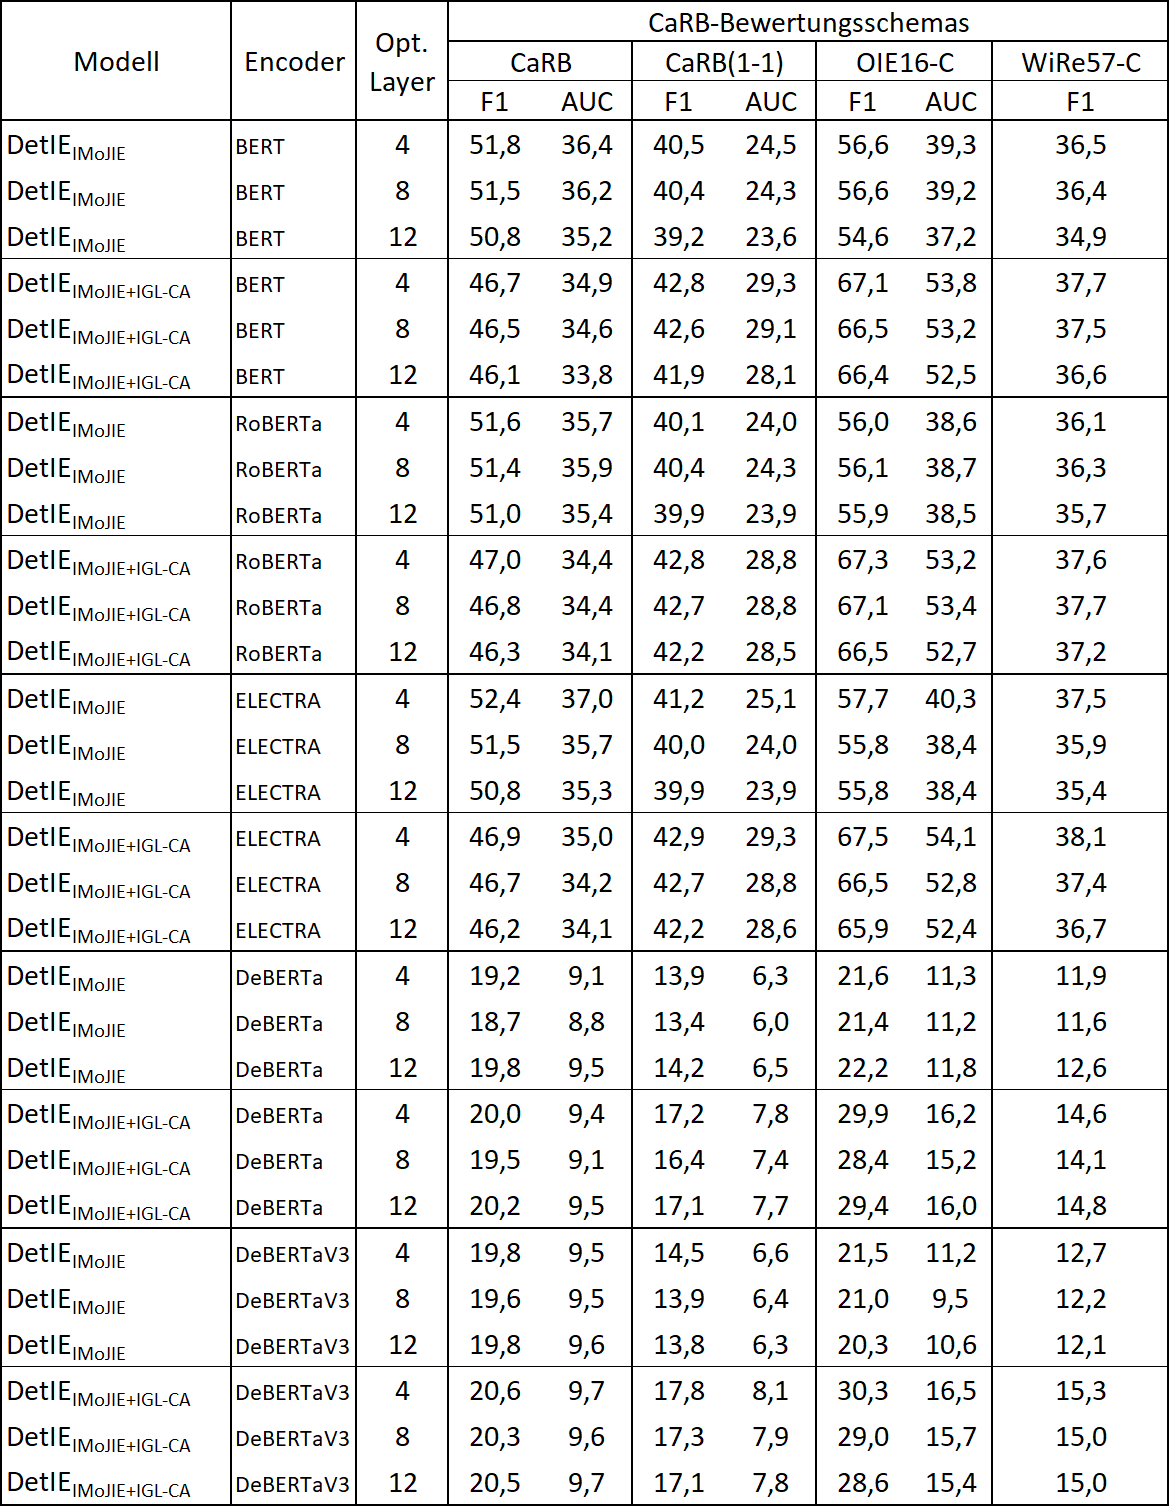 Modell Encoder Opt. Layer CaRB-Bewertungsschemas
CaRB CaRB(1-1) OIE16-C WiRe57-C
F1 AUC F1 AUC F1 AUC F1
DetIE IMoJIE BERT 4 51,8 36,4 40,5 24,5 56,6 39,3 36,5
DetIE IMoJIE BERT 8 51,5 36,2 40,4 24,3 56,6 39,2 36,4
DetIE IMoJIE BERT 12 50,8 35,2 39,2 23,6 54,6 37,2 34,9
DetIE IMoJIE+IGL-CA BERT 4 46,7 34,9 42,8 29,3 67,1 53,8 37,7
DetIE IMoJIE+IGL-CA BERT 8 46,5 34,6 42,6 29,1 66,5 53,2 37,5
DetIE IMoJIE+IGL-CA BERT 12 46,1 33,8 41,9 28,1 66,4 52,5 36,6
DetIE IMoJIE RoBERTa 4 51,6 35,7 40,1 24,0 56,0 38,6 36,1
DetIE IMoJIE RoBERTa 8 51,4 35,9 40,4 24,3 56,1 38,7 36,3
DetIE IMoJIE RoBERTa 12 51,0 35,4 39,9 23,9 55,9 38,5 35,7
DetIE IMoJIE+IGL-CA RoBERTa 4 47,0 34,4 42,8 28,8 67,3 53,2 37,6
DetIE IMoJIE+IGL-CA RoBERTa 8 46,8 34,4 42,7 28,8 67,1 53,4 37,7
DetIE IMoJIE+IGL-CA RoBERTa 12 46,3 34,1 42,2 28,5 66,5 52,7 37,2
DetIE IMoJIE ELECTRA 4 52,4 37,0 41,2 25,1 57,7 40,3 37,5
DetIE IMoJIE ELECTRA 8 51,5 35,7 40,0 24,0 55,8 38,4 35,9
DetIE IMoJIE ELECTRA 12 50,8 35,3 39,9 23,9 55,8 38,4 35,4
DetIE IMoJIE+IGL-CA ELECTRA 4 46,9 35,0 42,9 29,3 67,5 54,1 38,1
DetIE IMoJIE+IGL-CA ELECTRA 8 46,7 34,2 42,7 28,8 66,5 52,8 37,4
DetIE IMoJIE+IGL-CA ELECTRA 12 46,2 34,1 42,2 28,6 65,9 52,4 36,7
DetIE IMoJIE DeBERTa 4 19,2 9,1 13,9 6,3 21,6 11,3 11,9
DetIE IMoJIE DeBERTa 8 18,7 8,8 13,4 6,0 21,4 11,2 11,6
DetIE IMoJIE DeBERTa 12 19,8 9,5 14,2 6,5 22,2 11,8 12,6
DetIE IMoJIE+IGL-CA DeBERTa 4 20,0 9,4 17,2 7,8 29,9 16,2 14,6
DetIE IMoJIE+IGL-CA DeBERTa 8 19,5 9,1 16,4 7,4 28,4 15,2 14,1
DetIE IMoJIE+IGL-CA DeBERTa 12 20,2 9,5 17,1 7,7 29,4 16,0 14,8
DetIE IMoJIE DeBERTaV3 4 19,8 9,5 14,5 6,6 21,5 11,2 12,7
DetIE IMoJIE DeBERTaV3 8 19,6 9,5 13,9 6,4 21,0 9,5 12,2
DetIE IMoJIE DeBERTaV3 12 19,8 9,6 13,8 6,3 20,3 10,6 12,1
DetIE IMoJIE+IGL-CA DeBERTaV3 4 20,6 9,7 17,8 8,1 30,3 16,5 15,3
DetIE IMoJIE+IGL-CA DeBERTaV3 8 20,3 9,6 17,3 7,9 29,0 15,7 15,0
DetIE IMoJIE+IGL-CA DeBERTaV3 12 20,5 9,7 17,1 7,8 28,6 15,4 15,0